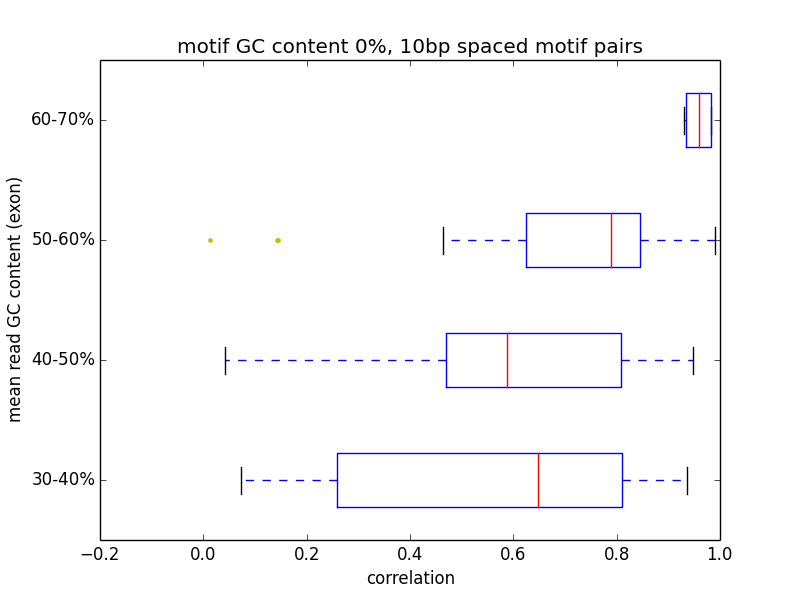 motif GC content 0%, 10bp spaced motif pairs
mean read GC content (exon)
60-70%
50-60%
40-50%
30-40%
−0.2 0.0 0.2 0.4 0.6 0.8 1.0
correlation